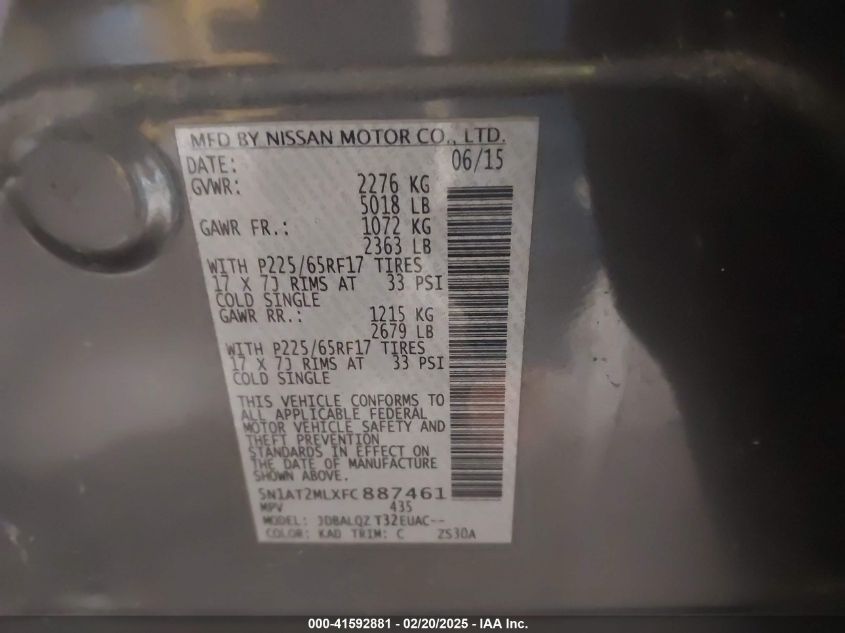 MFD BY NISSAN MOTOR CO., LTD.
DATE: 06/15
GVWR: 2276 KG
5018 LB
GAWR FR.: 1072 KG
2363 LB
WITH P225/65RF17 TIRES
17 X 7J RIMS AT 33 PSI
COLD SINGLE
GAWR RR.: 1215 KG
2679 LB
WITH P225/65RF17 TIRES
17 X 7J RIMS AT 33 PSI
COLD SINGLE
THIS VEHICLE CONFORMS TO
ALL APPLICABLE FEDERAL
MOTOR VEHICLE SAFETY AND
THEFT PREVENTION
STANDARDS IN EFFECT ON
THE DATE OF MANUFACTURE
SHOWN ABOVE.
5N1AT2MLXFC887461
MPV 435
MODEL: JDBALQZ T32EUAC--
COLOR: KAD TRIM: C ZS30A
000-41592881 - 02/20/2025 - IAA Inc.